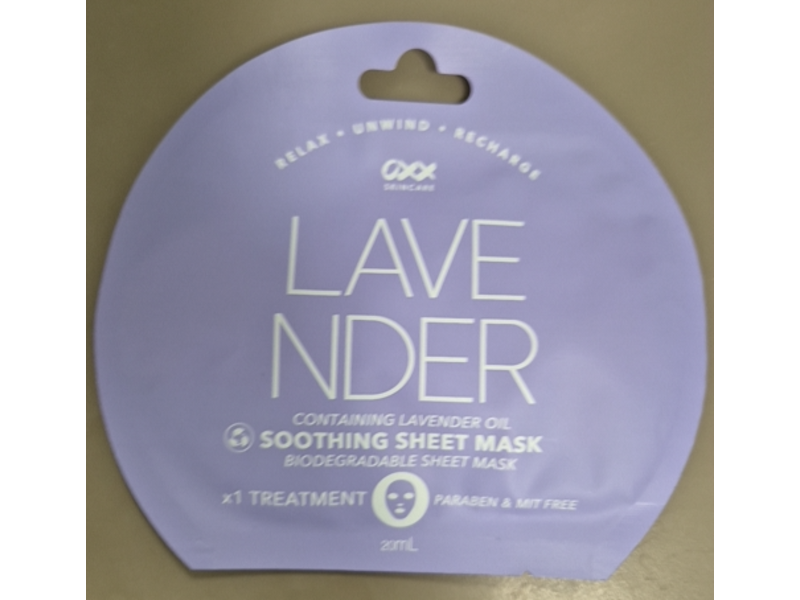 RELAX • UNWIND • RECHARGE
OXX
SKINCARE
LAVE
NDER
CONTAINING LAVENDER OIL
SOOTHING SHEET MASK
BIODEGRADABLE SHEET MASK
x1 TREATMENT PARABEN & MIT FREE
20mL